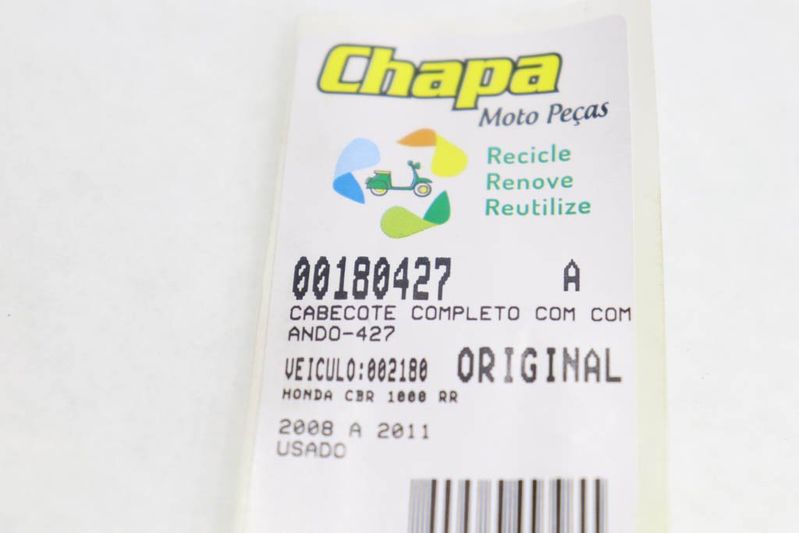 Chapa
Moto Peças
Recicle
Renove
Reutilize
00180427 A
CABECOTE COMPLETO COM COM
ANDO-427
VEICULO:002180 ORIGINAL
HONDA CBR 1000 RR
2008 A 2011
USADO